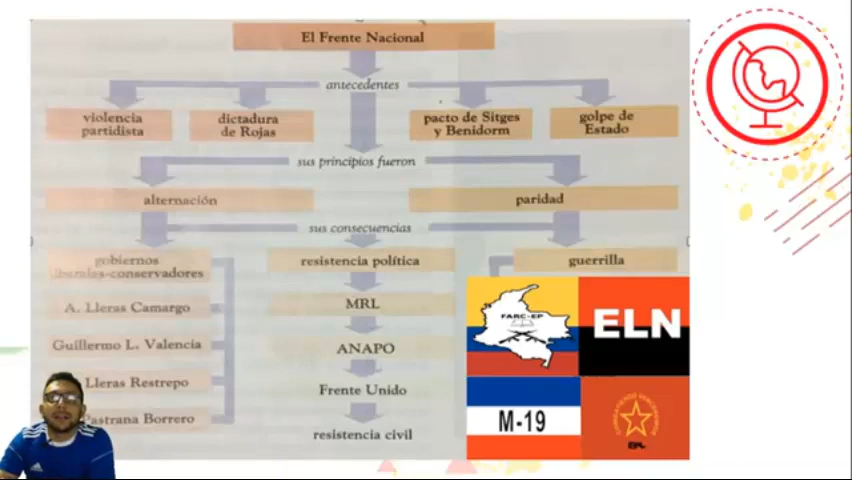 El Frente Nacional
antecedentes
violencia
partidista
dictadura
de Rojas
pacto de Sitges
y Benidorm
golpe de
Estado
sus principios fueron
alternación
paridad
sus consecuencias
gobiernos
liberales-conservadores
resistencia política
guerrilla
A. Lleras Camargo
MRL
Guillermo L. Valencia
ANAPO
Lleras Restrepo
Frente Unido
Pastrana Borrero
resistencia civil
FARC-EP
ELN
M-19
EPL